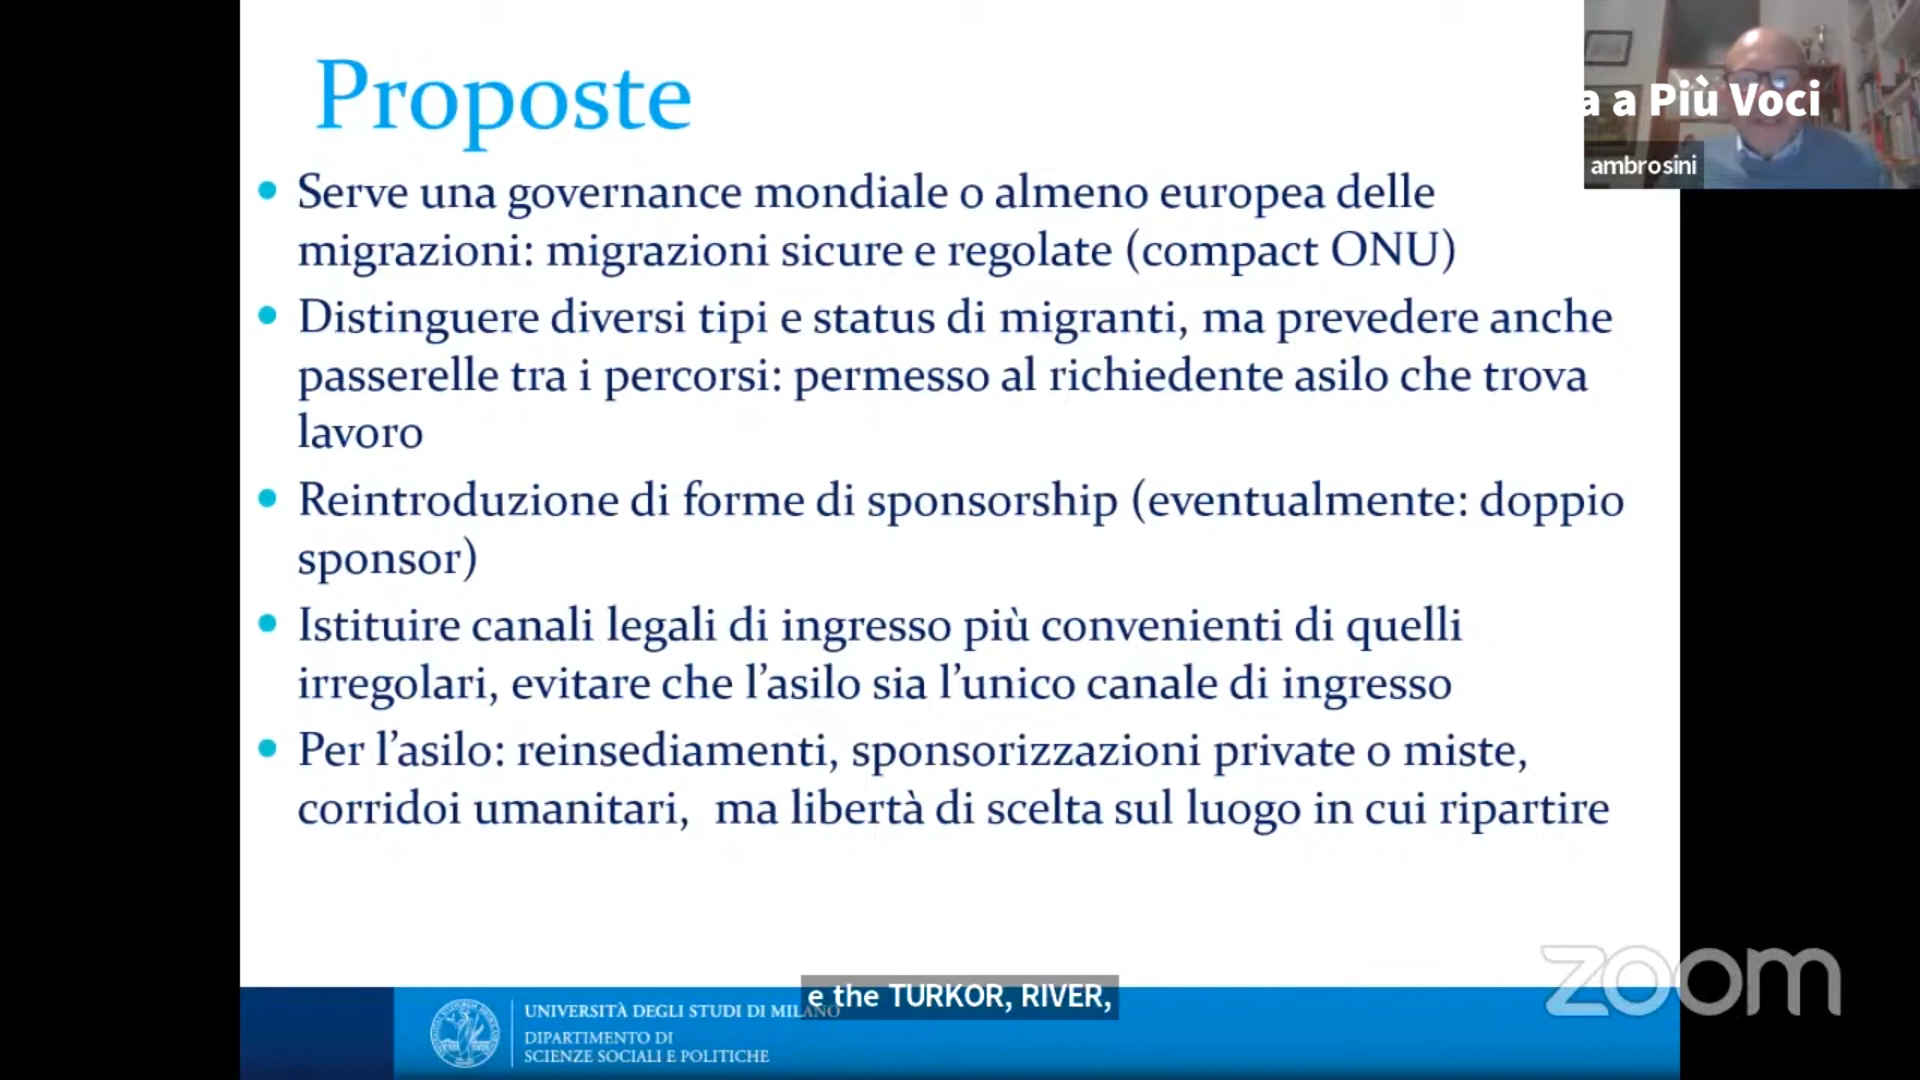 Proposte
a a Più Voci
ambrosini
• Serve una governance mondiale o almeno europea delle
migrazioni: migrazioni sicure e regolate (compact ONU)
• Distinguere diversi tipi e status di migranti, ma prevedere anche
passerelle tra i percorsi: permesso al richiedente asilo che trova
lavoro
• Reintroduzione di forme di sponsorship (eventualmente: doppio
sponsor)
• Istituire canali legali di ingresso più convenienti di quelli
irregolari, evitare che l’asilo sia l’unico canale di ingresso
• Per l’asilo: reinsediamenti, sponsorizzazioni private o miste,
corridoi umanitari,  ma libertà di scelta sul luogo in cui ripartire
zoom
e the TURKOR, RIVER,
UNIVERSITÀ DEGLI STUDI DI MILANO
DIPARTIMENTO DI
SCIENZE SOCIALI E POLITICHE